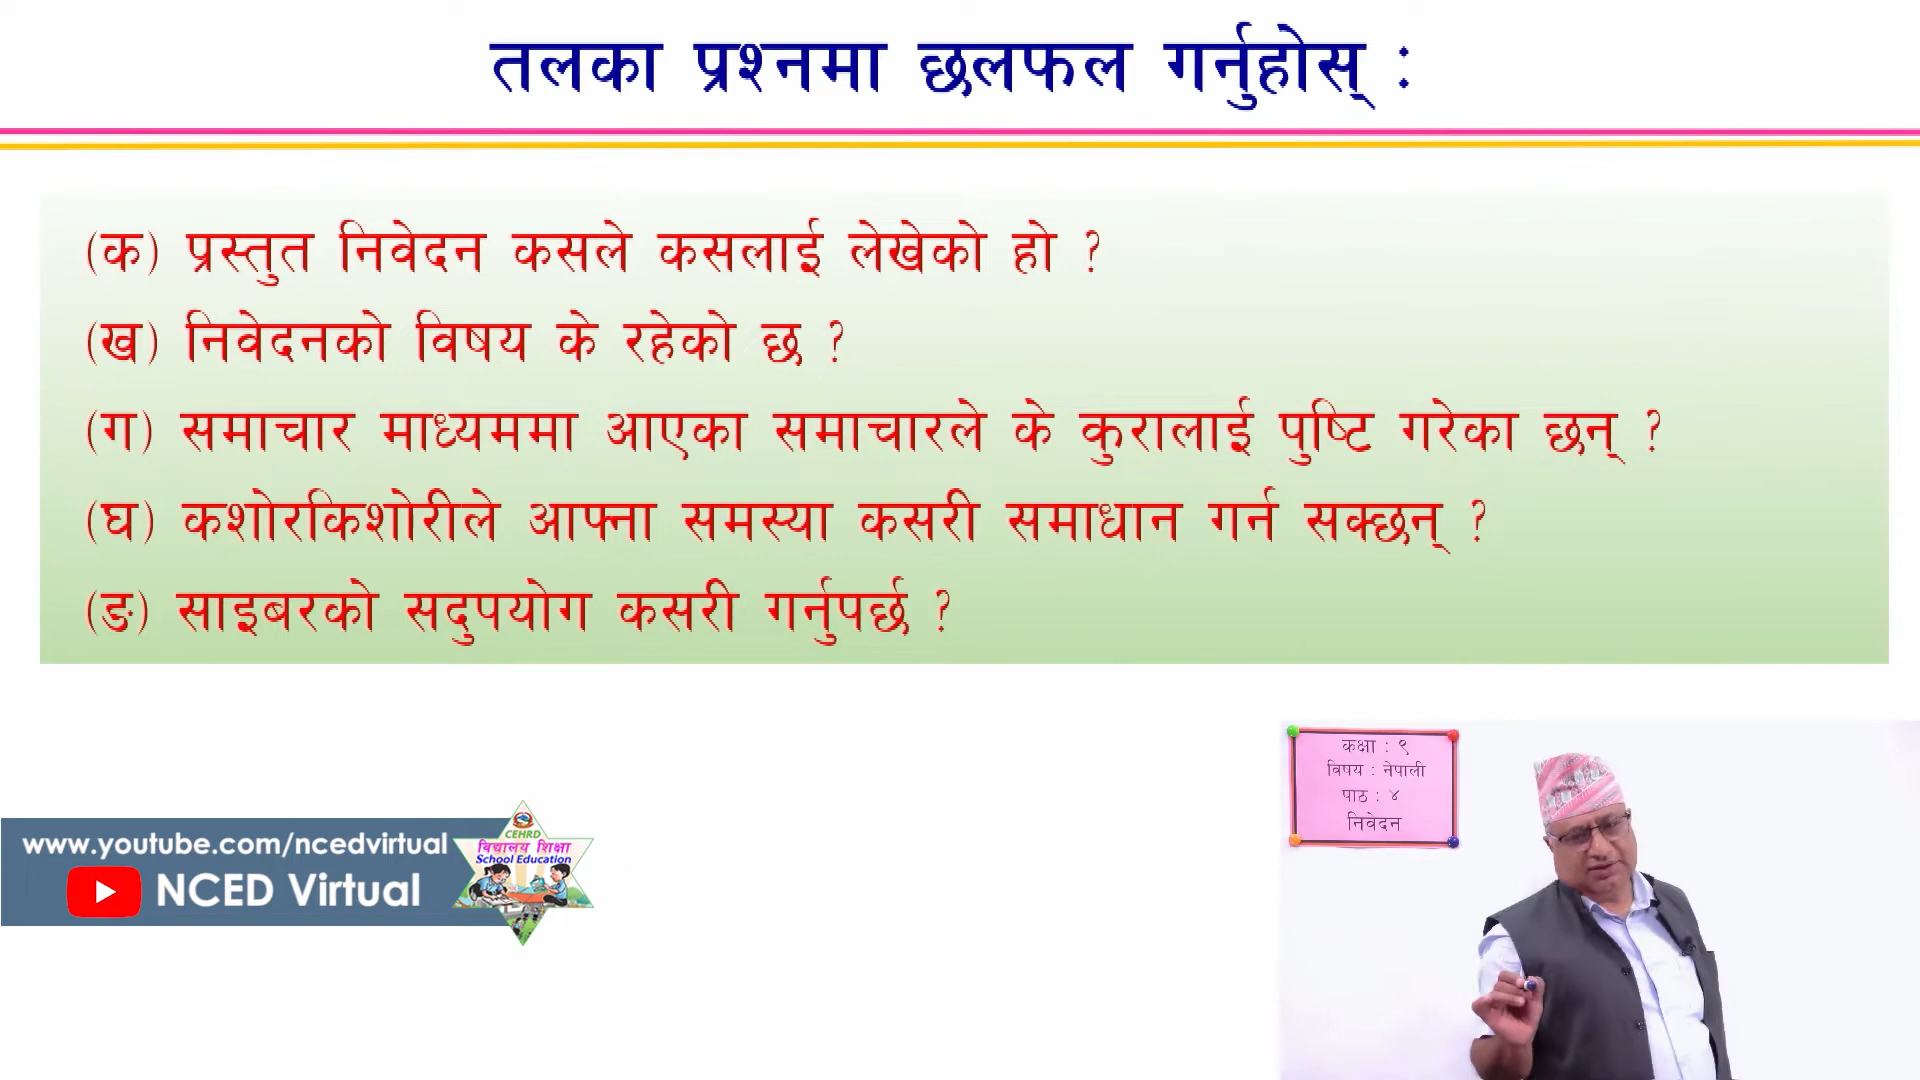 तलका प्रश्नमा छलफल गर्नुहोस् :
(क) प्रस्तुत निवेदन कसले कसलाई लेखेको हो ?
(ख) निवेदनको विषय के रहेको छ ?
(ग) समाचार माध्यममा आएका समाचारले के कुरालाई पुष्टि गरेका छन् ?
(घ) कशोरकिशोरीले आफ्ना समस्या कसरी समाधान गर्न सक्छन् ?
(ङ) साइबरको सदुपयोग कसरी गर्नुपर्छ ?
कक्षा : ९
विषय : नेपाली
पाठ : ४
निवेदन
www.youtube.com/ncedvirtual
NCED Virtual
CEHRD
विद्यालय शिक्षा
School Education